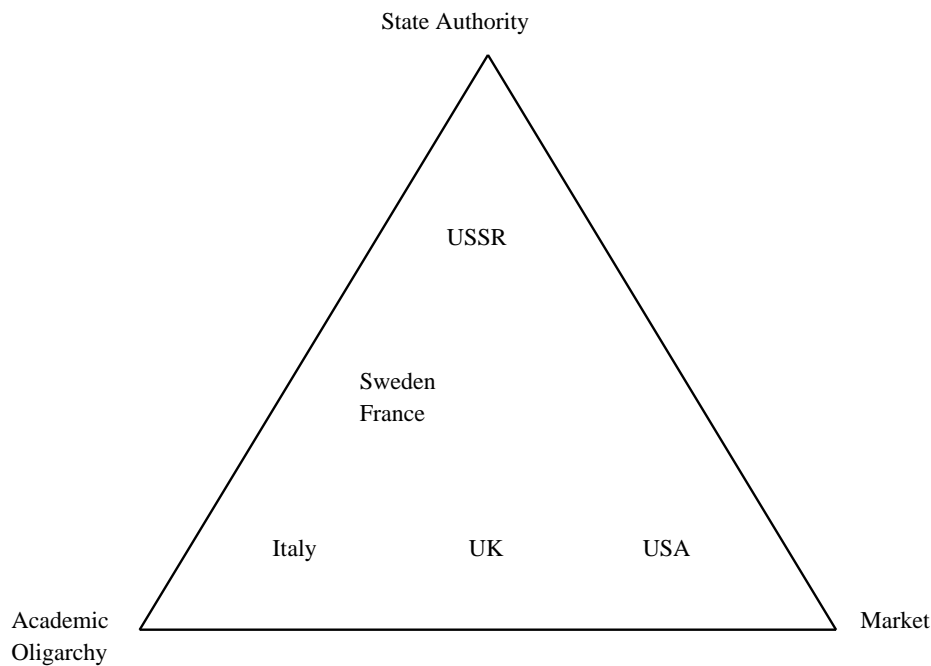 State Authority
USSR
Sweden
France
Italy UK USA
Academic
Oligarchy
Market